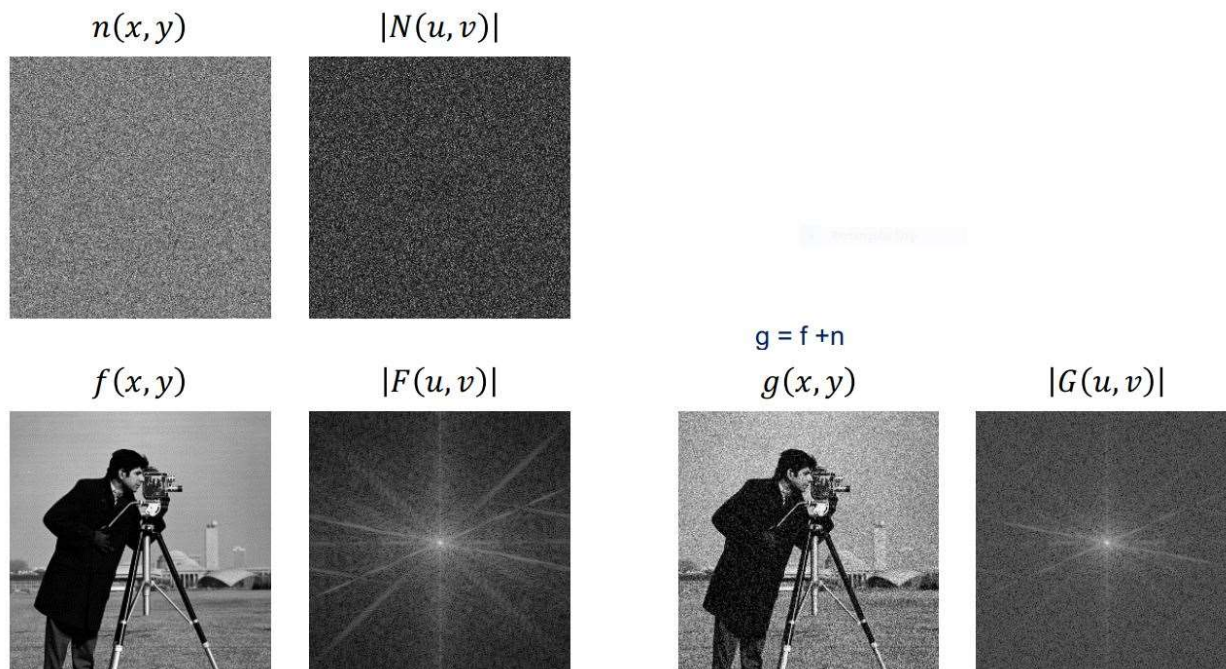 n(x, y)
|N(u, v)|
g = f +n
f(x, y)
|F(u, v)|
g(x, y)
|G(u, v)|